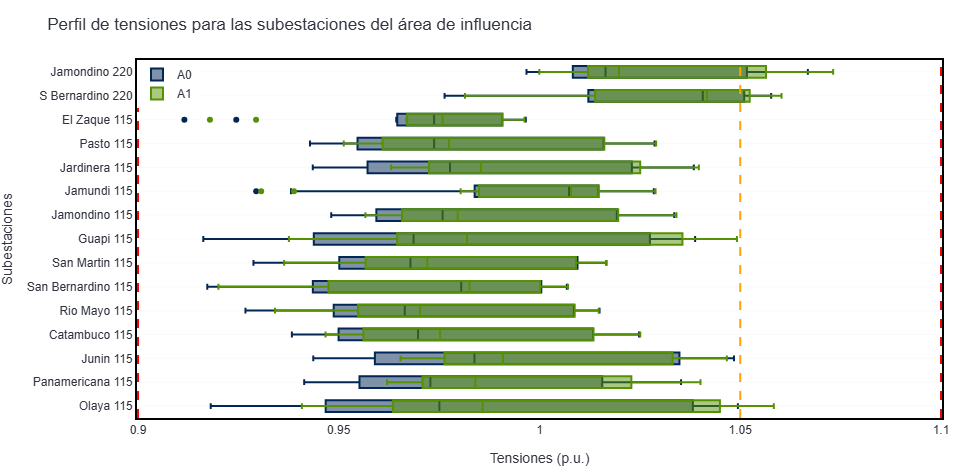 Perfil de tensiones para las subestaciones del área de influencia
A0
A1
Subestaciones
Jamondino 220
S Bernardino 220
El Zaque 115
Pasto 115
Jardinera 115
Jamundi 115
Jamondino 115
Guapi 115
San Martin 115
San Bernardino 115
Rio Mayo 115
Catambuco 115
Junin 115
Panamericana 115
Olaya 115
0.9 0.95 1 1.05 1.1
Tensiones (p.u.)